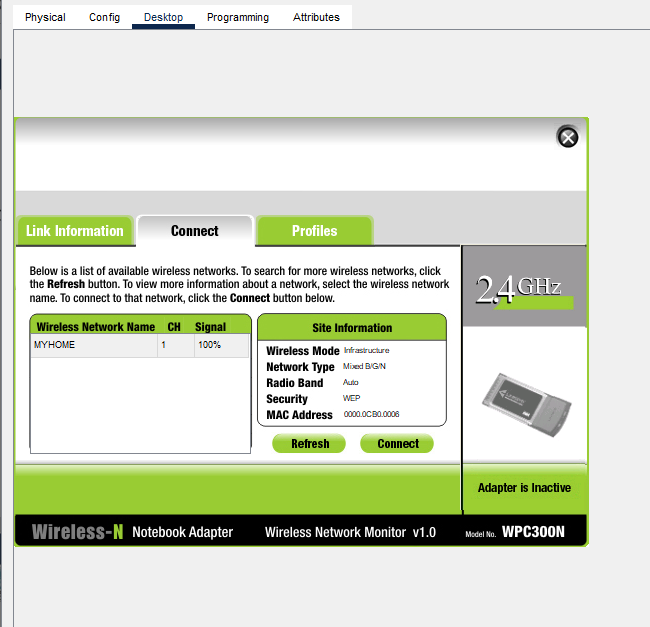 Physical Config Desktop Programming Attributes
Link Information Connect Profiles
Below is a list of available wireless networks. To search for more wireless networks, click
the Refresh button. To view more information about a network, select the wireless network
name. To connect to that network, click the Connect button below.
2.4GHz
Wireless Network Name CH Signal
MYHOME 1 100%
Site Information
Wireless Mode Infrastructure
Network Type Mixed B/G/N
Radio Band Auto
Security WEP
MAC Address 0000.0CB0.0006
Refresh Connect
Adapter is Inactive
Wireless-N Notebook Adapter Wireless Network Monitor v1.0 Model No. WPC300N